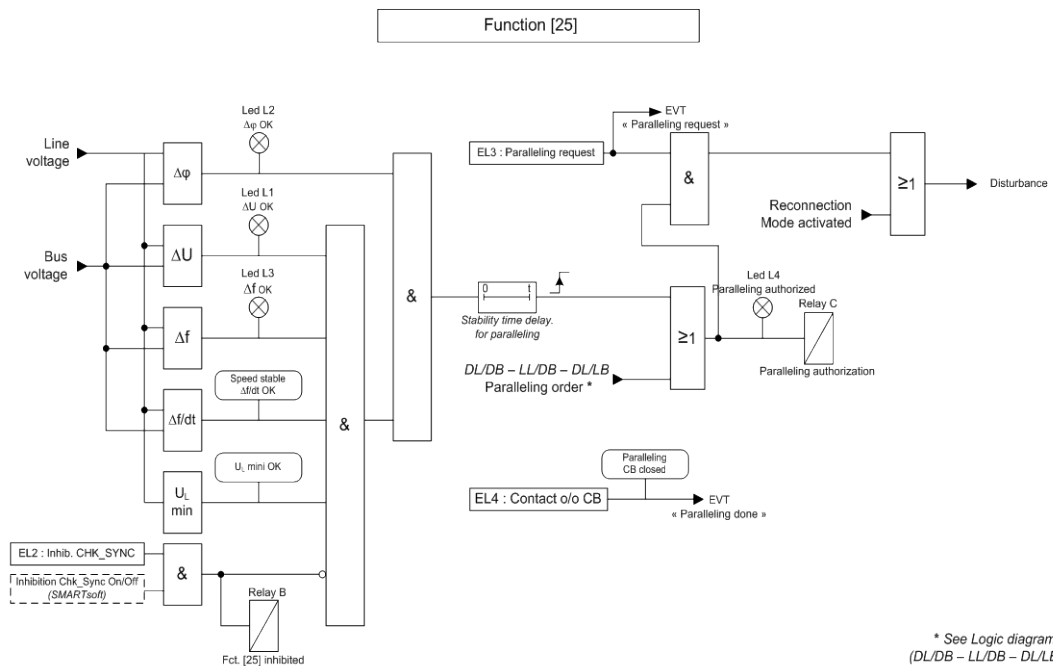 Function [25]
Led L2
Δφ OK
Line
voltage
Δφ
Led L1
ΔU OK
Bus
voltage
ΔU
Led L3
Δf OK
Δf
Speed stable
Δf/dt OK
Δf/dt
U_L mini OK
U_L
min
EL2 : Inhib. CHK_SYNC
Inhibition Chk_Sync On/Off
(SMARTsoft)
&
Relay B
Fct. [25] inhibited
&
&
0 t
Stability time delay.
for paralleling
EVT
« Paralleling request »
EL3 : Paralleling request
&
≥1
Disturbance
Reconnection
Mode activated
Led L4
Paralleling authorized
Relay C
≥1
Paralleling authorization
DL/DB – LL/DB – DL/LB
Paralleling order *
Paralleling
CB closed
EL4 : Contact o/o CB
EVT
« Paralleling done »
* See Logic diagram
(DL/DB – LL/DB – DL/LB